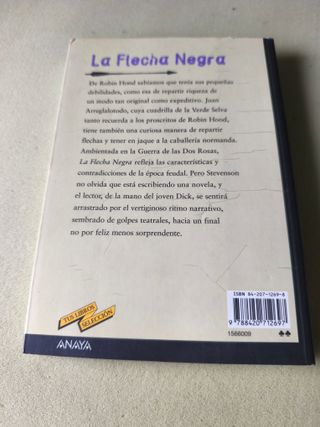 La Flecha Negra
De Robin Hood sabíamos que tenía sus pequeñas
debilidades, como esa de repartir riqueza de
un modo tan original como expeditivo. Juan
Arreglalotodo, cuya cuadrilla de la Verde Selva
tanto recuerda a los proscritos de Robin Hood,
tiene también una curiosa manera de repartir
flechas y tener en jaque a la caballería normanda.
Ambientada en la Guerra de las Dos Rosas,
La Flecha Negra refleja las características y
contradicciones de la época feudal. Pero Stevenson
no olvida que está escribiendo una novela, y
el lector, de la mano del joven Dick, se sentirá
arrastrado por el vertiginoso ritmo narrativo,
sembrado de golpes teatrales, hacia un final
no por feliz menos sorprendente.
ISBN 84-207-1269-8
9 788420 712697
1566009
TUS LIBROS
SELECCIÓN
ANAYA